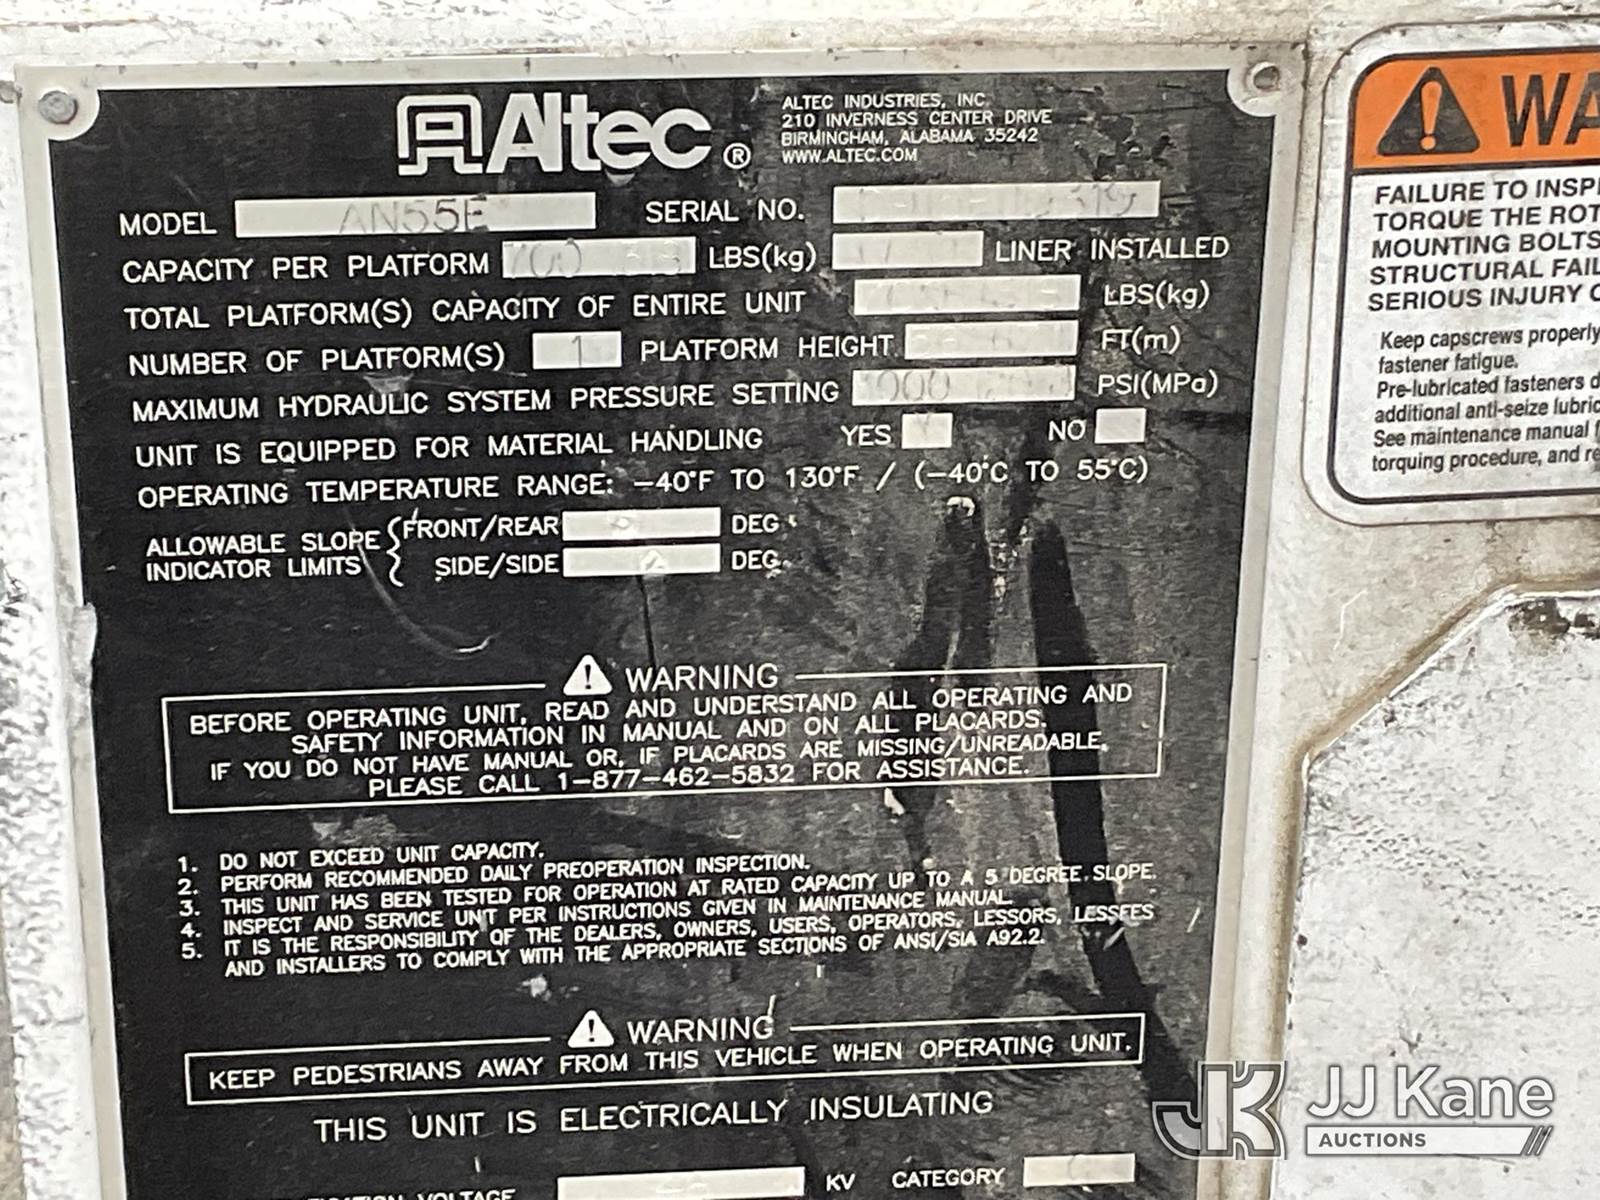 Altec ®
ALTEC INDUSTRIES, INC
210 INVERNESS CENTER DRIVE
BIRMINGHAM, ALABAMA 35242
WWW.ALTEC.COM
MODEL AN55E SERIAL NO.
CAPACITY PER PLATFORM LBS(kg) LINER INSTALLED
TOTAL PLATFORM(S) CAPACITY OF ENTIRE UNIT LBS(kg)
NUMBER OF PLATFORM(S) 1 PLATFORM HEIGHT FT(m)
MAXIMUM HYDRAULIC SYSTEM PRESSURE SETTING PSI(MPa)
UNIT IS EQUIPPED FOR MATERIAL HANDLING YES NO
OPERATING TEMPERATURE RANGE: -40°F TO 130°F / (-40°C TO 55°C)
ALLOWABLE SLOPE FRONT/REAR DEG.
INDICATOR LIMITS SIDE/SIDE DEG.
WARNING
BEFORE OPERATING UNIT, READ AND UNDERSTAND ALL OPERATING AND
SAFETY INFORMATION IN MANUAL AND ON ALL PLACARDS.
IF YOU DO NOT HAVE MANUAL OR, IF PLACARDS ARE MISSING/UNREADABLE,
PLEASE CALL 1-877-462-5832 FOR ASSISTANCE.
1. DO NOT EXCEED UNIT CAPACITY.
2. PERFORM RECOMMENDED DAILY PREOPERATION INSPECTION.
3. THIS UNIT HAS BEEN TESTED FOR OPERATION AT RATED CAPACITY UP TO A 5 DEGREE SLOPE.
4. INSPECT AND SERVICE UNIT PER INSTRUCTIONS GIVEN IN MAINTENANCE MANUAL.
5. IT IS THE RESPONSIBILITY OF THE DEALERS, OWNERS, USERS, OPERATORS, LESSORS, LESSEES
AND INSTALLERS TO COMPLY WITH THE APPROPRIATE SECTIONS OF ANSI/SIA A92.2.
WARNING
KEEP PEDESTRIANS AWAY FROM THIS VEHICLE WHEN OPERATING UNIT.
THIS UNIT IS ELECTRICALLY INSULATING
VOLTAGE KV CATEGORY C
WA
FAILURE TO INSP
TORQUE THE ROT
MOUNTING BOLTS
STRUCTURAL FAIL
SERIOUS INJURY O
Keep capscrews properly
fastener fatigue.
Pre-lubricated fasteners d
additional anti-seize lubric
See maintenance manual f
torquing procedure, and re
JK JJ Kane
AUCTIONS